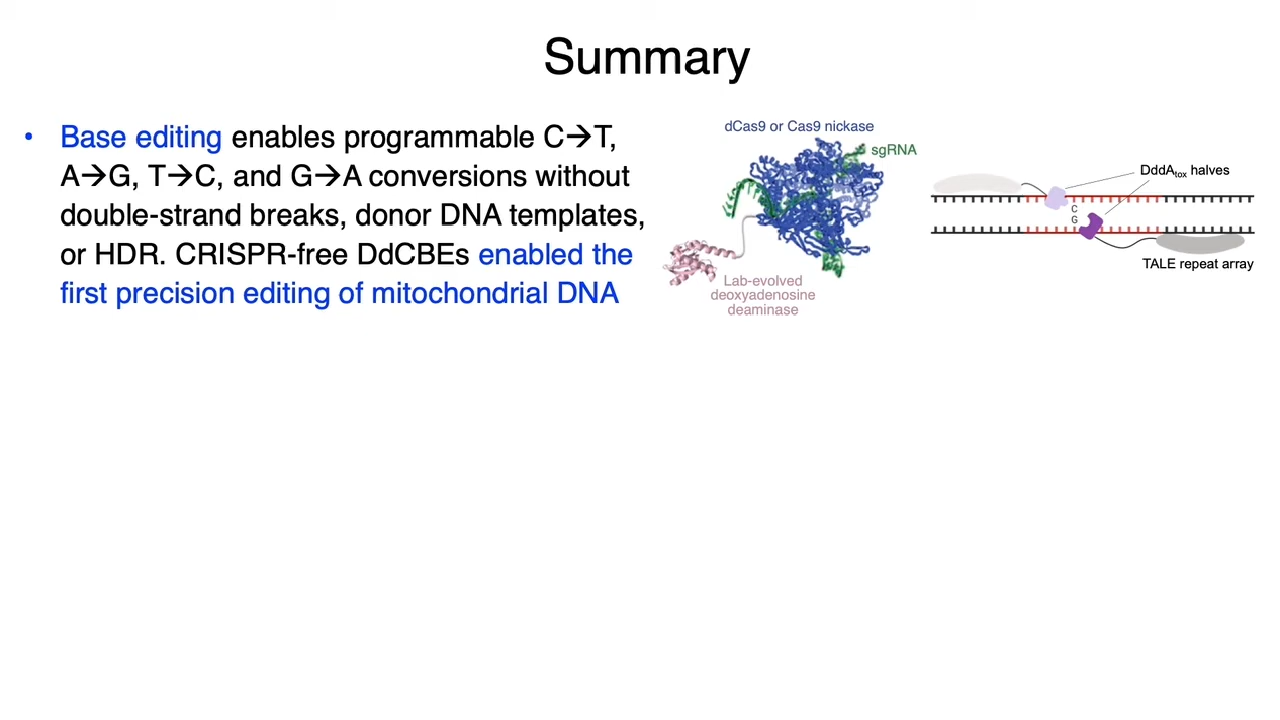 Summary
• Base editing enables programmable C→T,
A→G, T→C, and G→A conversions without
double-strand breaks, donor DNA templates,
or HDR. CRISPR-free DdCBEs enabled the
first precision editing of mitochondrial DNA
dCas9 or Cas9 nickase
sgRNA
Lab-evolved
deoxyadenosine
deaminase
DddAtox halves
C
G
TALE repeat array